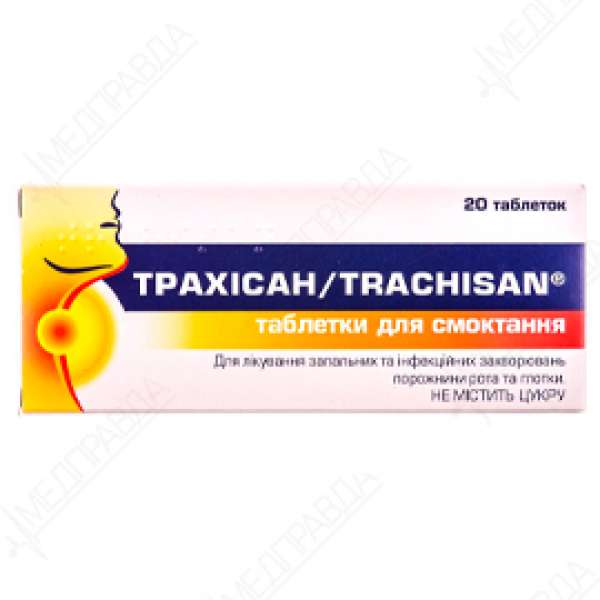 МЕДПРАВДА
20 таблеток
ТРАХІСАН/TRACHISAN®
таблетки для смоктання
Для лікування запальних та інфекційних захворювань
порожнини рота та глотки.
НЕ МІСТИТЬ ЦУКРУ